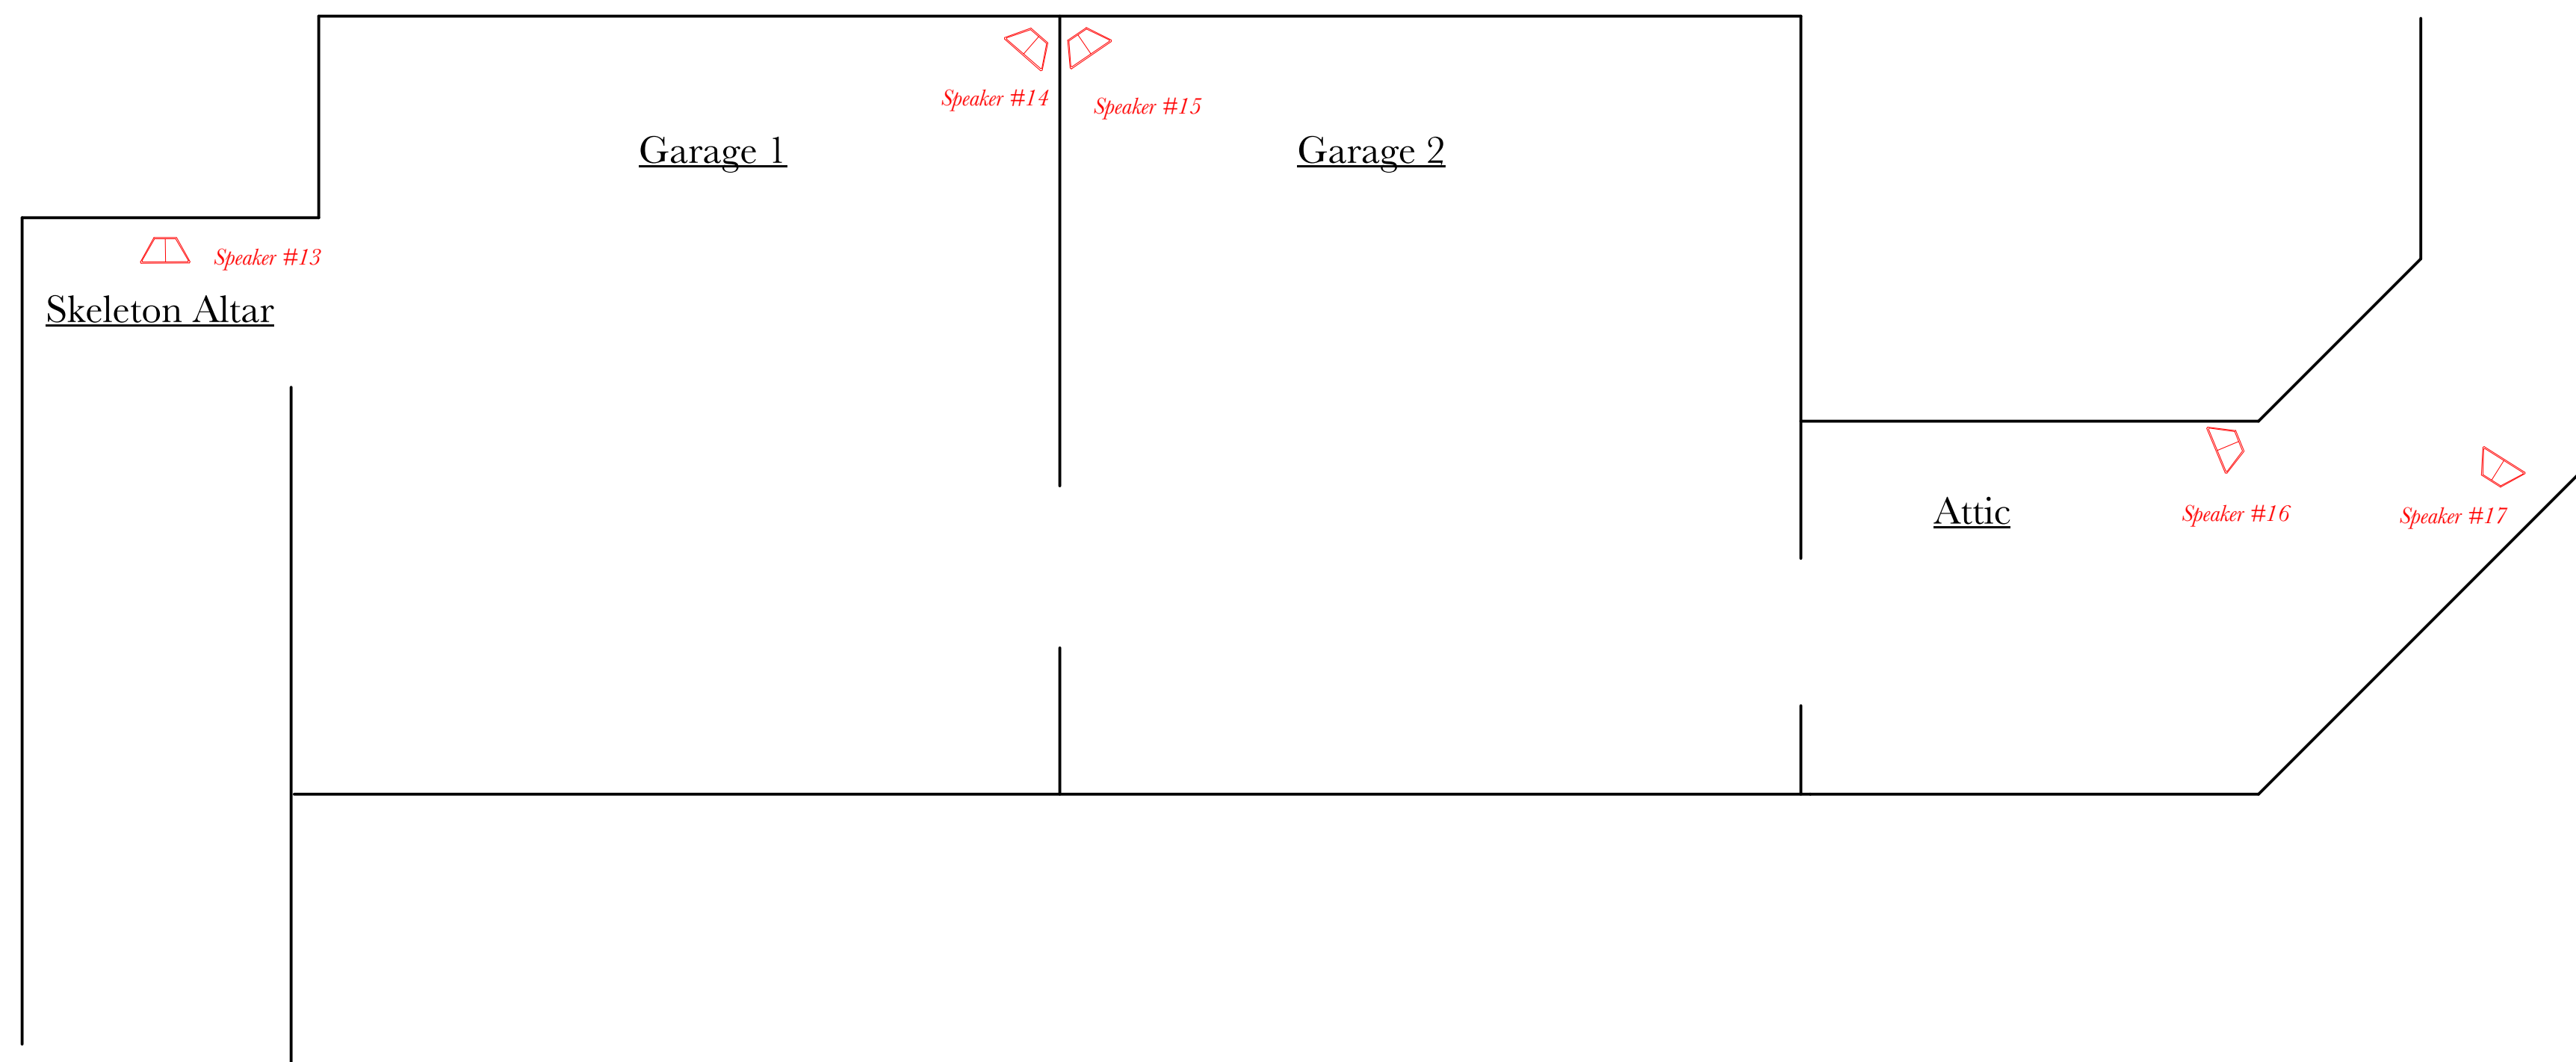 Speaker #14
Speaker #15
Garage 1
Garage 2
Speaker #13
Skeleton Altar
Attic
Speaker #16
Speaker #17